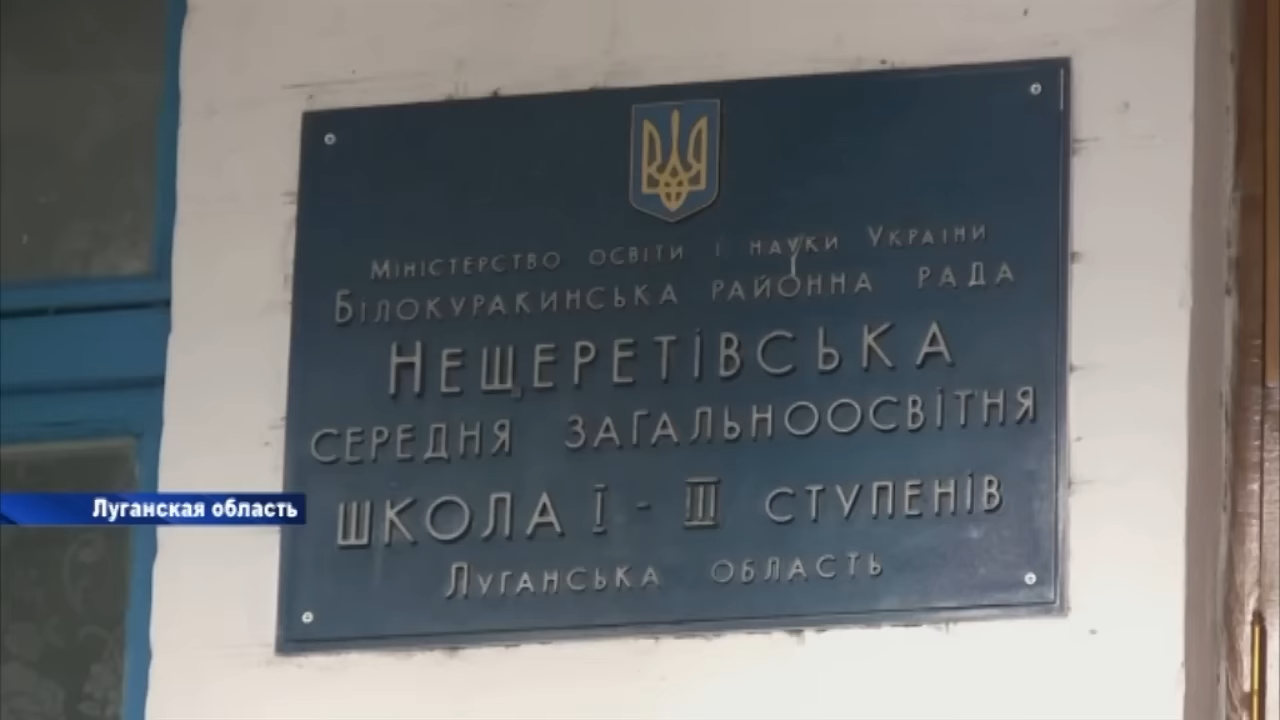 Міністерство освіти і науки України
Білокуракинська районна рада
Нещеретівська
середня загальноосвітня
школа І - ІІІ ступенів
Луганська область
Луганская область